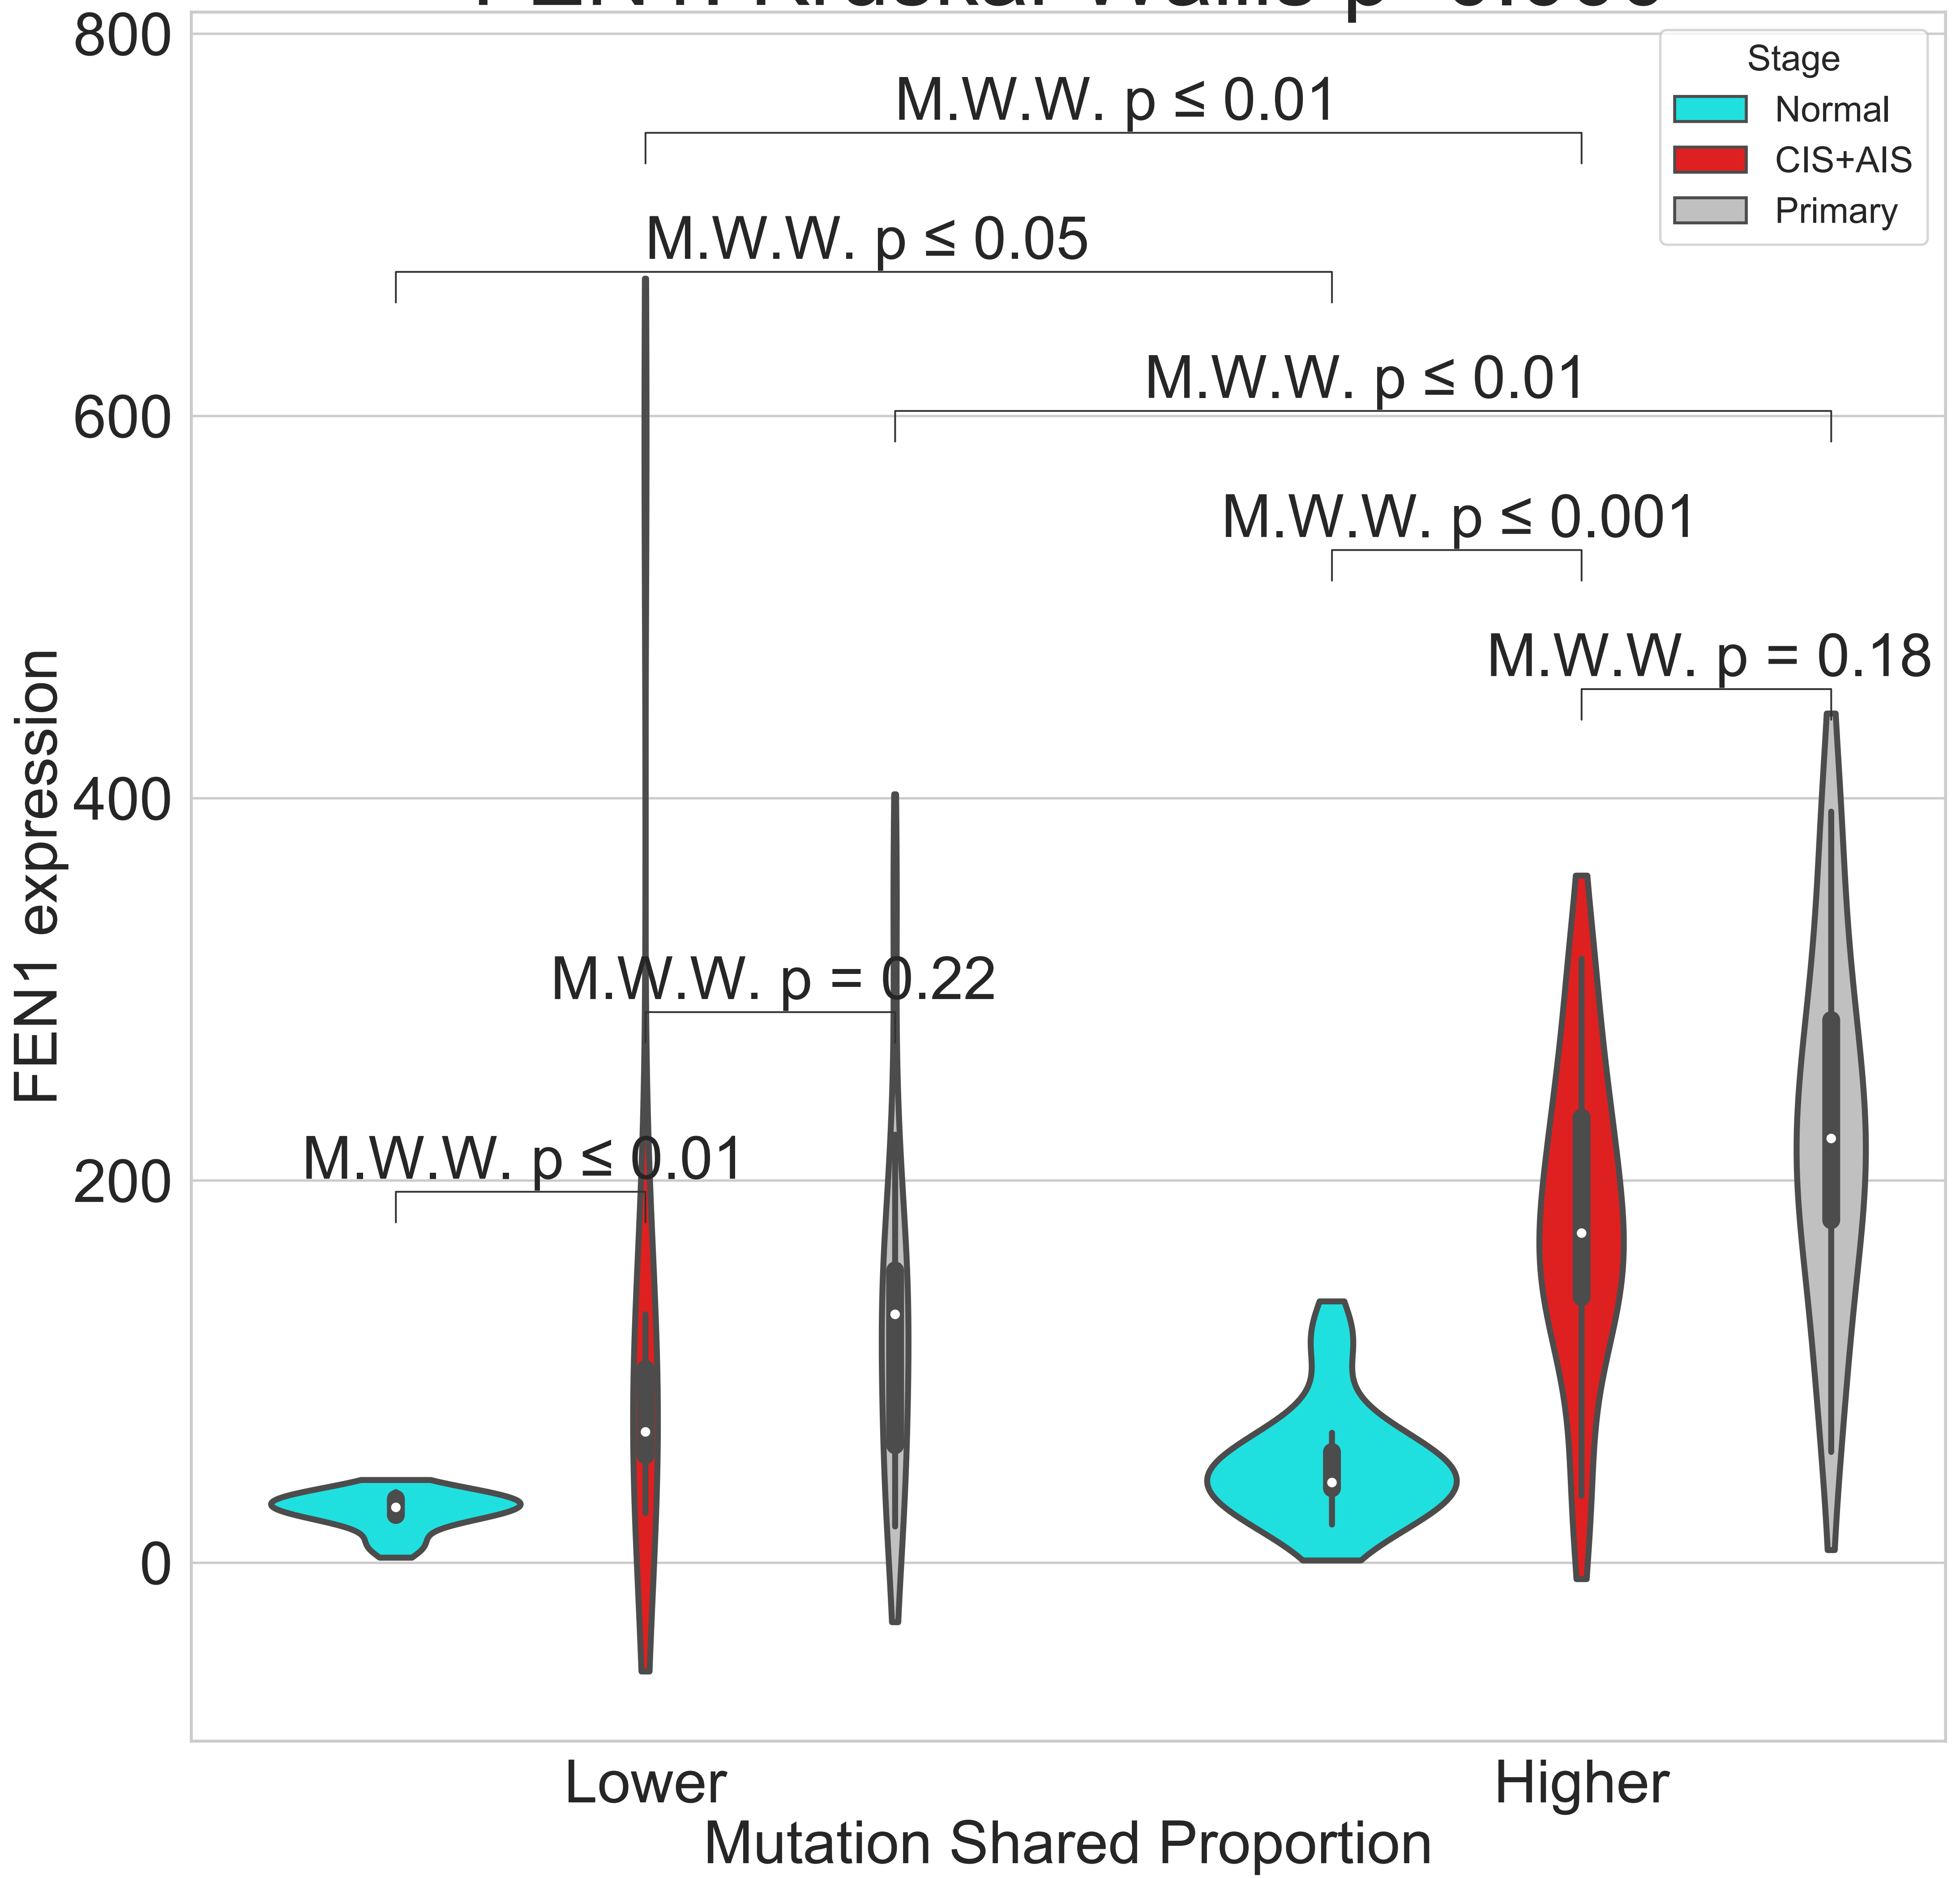 800
600
400
200
0
FEN1 expression
Stage
Normal
CIS+AIS
Primary
M.W.W. p ≤ 0.01
M.W.W. p ≤ 0.05
M.W.W. p ≤ 0.01
M.W.W. p ≤ 0.001
M.W.W. p = 0.18
M.W.W. p = 0.22
M.W.W. p ≤ 0.01
Lower
Higher
Mutation Shared Proportion